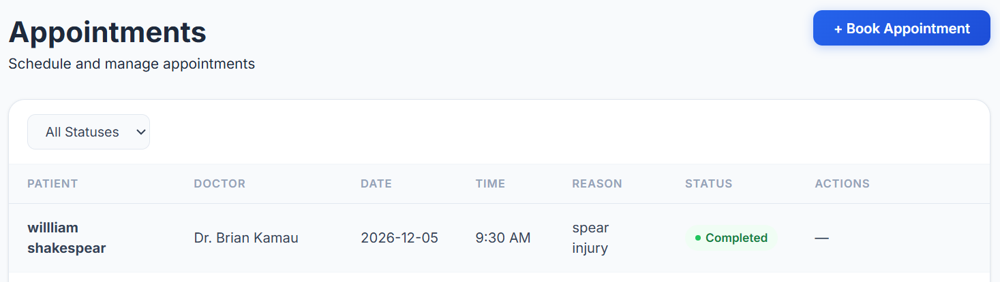 Appointments
+ Book Appointment
Schedule and manage appointments
All Statuses
PATIENT DOCTOR DATE TIME REASON STATUS ACTIONS
willliam
shakespear
Dr. Brian Kamau
2026-12-05
9:30 AM
spear
injury
Completed
—